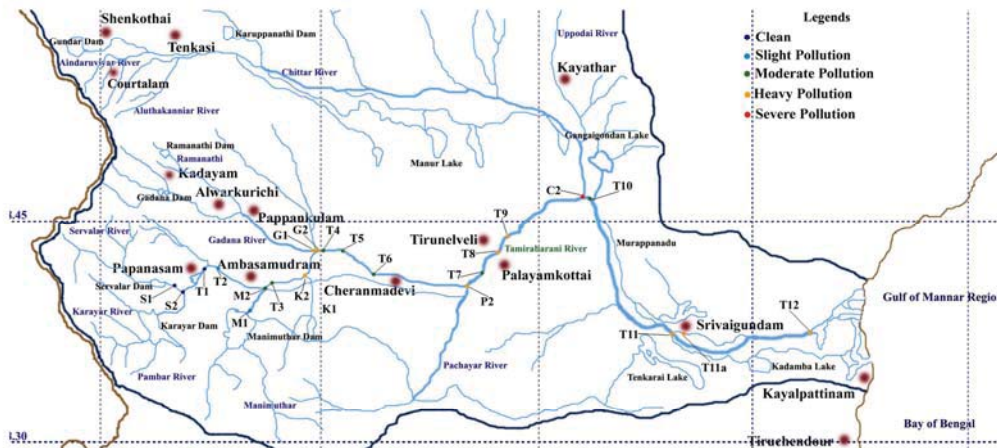 Shenkothai
Gundar Dam
Tenkasi
Karuppanathi Dam
Aindaruviyar River
Courtalam
Chittar River
Aluthakanniar River
Uppodai River
Kayathar
Legends
Clean
Slight Pollution
Moderate Pollution
Heavy Pollution
Severe Pollution
Gangaigondan Lake
Manur Lake
Ramanathi Dam
Ramanathi
Kadayam
Gudana Dam
Alwarkurichi
Pappankulam
C2
T10
L45
Servalar River
Gadana River
G1
G2
T4
T5
T6
T9
Tirunelveli
T8
Tamirabarani River
Murappanadu
Papanasam
Ambasamudram
Servalar Dam
S1
S2
T1
T2
M2
T3
K2
K1
Cheranmadevi
T7
Palayamkottai
P2
Karayar River
Karayar Dam
M1
Manimuthar Dam
Pambar River
Manimuthar
Pachayar River
Srivaigundam
T12
T11
T11a
Tenkarai Lake
Kadamba Lake
Gulf of Mannar Regio
Kayalpattinam
Bay of Bengal
L30
Tiruchendour